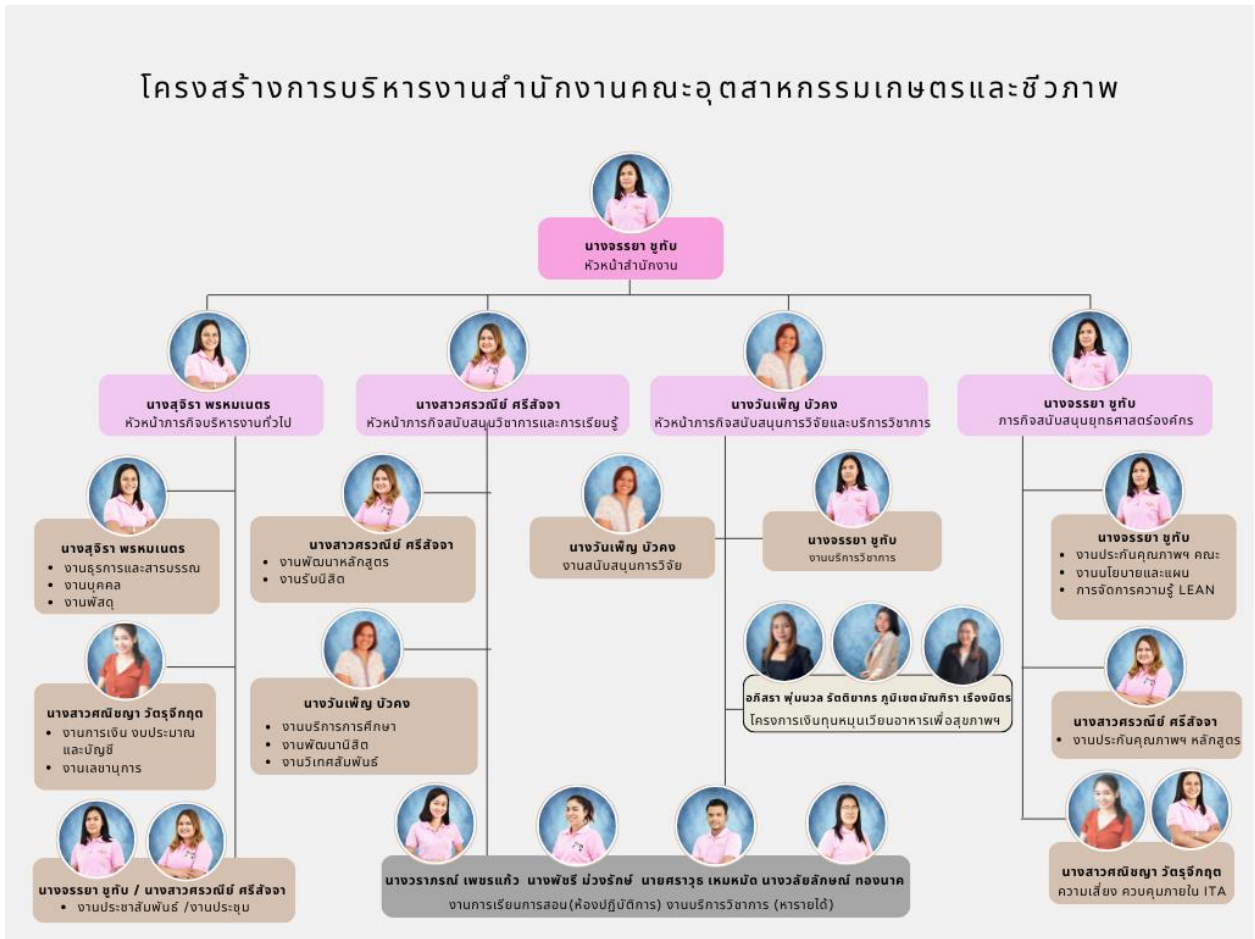 โครงสร้างการบริหารงานสำนักงานคณะอุตสาหกรรมเกษตรและชีวภาพ
นางจรรยา ชูทับ
หัวหน้าสำนักงาน
นางสุจิรา พรหมเนตร
หัวหน้าภารกิจบริหารงานทั่วไป
นางสาวศรวณีย์ ศรีสัจจา
หัวหน้าภารกิจสนับสนุนวิชาการและการเรียนรู้
นางวันเพ็ญ บัวคง
หัวหน้าภารกิจสนับสนุนการวิจัยและบริการวิชาการ
นางจรรยา ชูทับ
ภารกิจสนับสนุนยุทธศาสตร์องค์กร
นางสุจิรา พรหมเนตร
• งานธุรการและสารบรรณ
• งานบุคคล
• งานพัสดุ
นางสาวศรวณีย์ ศรีสัจจา
• งานพัฒนาหลักสูตร
• งานรับนิสิต
นางวันเพ็ญ บัวคง
งานสนับสนุนการวิจัย
นางจรรยา ชูทับ
งานบริการวิชาการ
นางจรรยา ชูทับ
• งานประกันคุณภาพฯ คณะ
• งานนโยบายและแผน
• การจัดการความรู้ LEAN
นางสาวศณิชญา วัตรุจีกฤต
• งานการเงิน งบประมาณ
และบัญชี
• งานเลขานุการ
นางวันเพ็ญ บัวคง
• งานบริการการศึกษา
• งานพัฒนานิสิต
• งานวิเทศสัมพันธ์
อภิสรา พุ่มนวล รัตติยากร ภูมิเขต มัณฑิรา เรืองมิตร
โครงการเงินทุนหมุนเวียนอาหารเพื่อสุขภาพฯ
นางสาวศรวณีย์ ศรีสัจจา
• งานประกันคุณภาพฯ หลักสูตร
นางจรรยา ชูทับ / นางสาวศรวณีย์ ศรีสัจจา
• งานประชาสัมพันธ์ /งานประชุม
นางวราภรณ์ เพชรแก้ว นางพัชรี ม่วงรักษ์ นายศราวุธ เหมหมัด นางวลัยลักษณ์ ทองนาค
งานการเรียนการสอน(ห้องปฏิบัติการ) งานบริการวิชาการ (หารายได้)
นางสาวศณิชญา วัตรุจีกฤต
ความเสี่ยง ควบคุมภายใน ITA